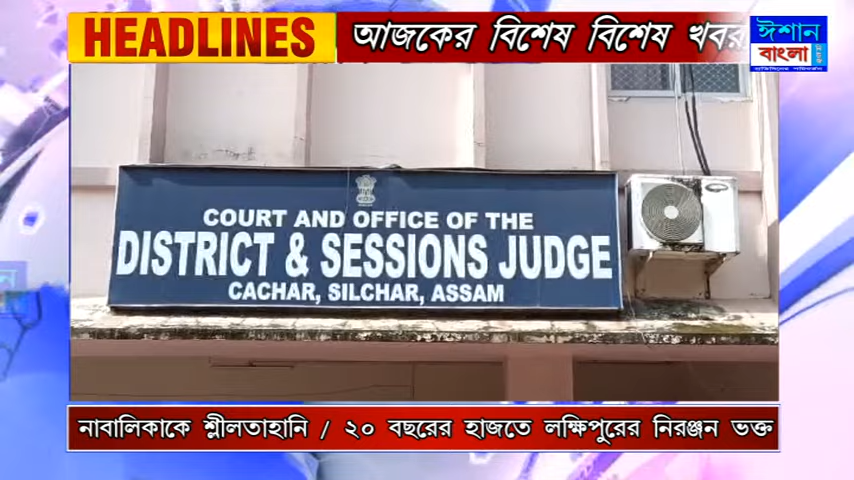 HEADLINES
আজকের বিশেষ বিশেষ খবর
ঈশান
বাংলা
COURT AND OFFICE OF THE
DISTRICT & SESSIONS JUDGE
CACHAR, SILCHAR, ASSAM
নাবালিকাকে শ্লীলতাহানি / ২০ বছরের হাজতে লক্ষিপুরের নিরঞ্জন ভক্ত